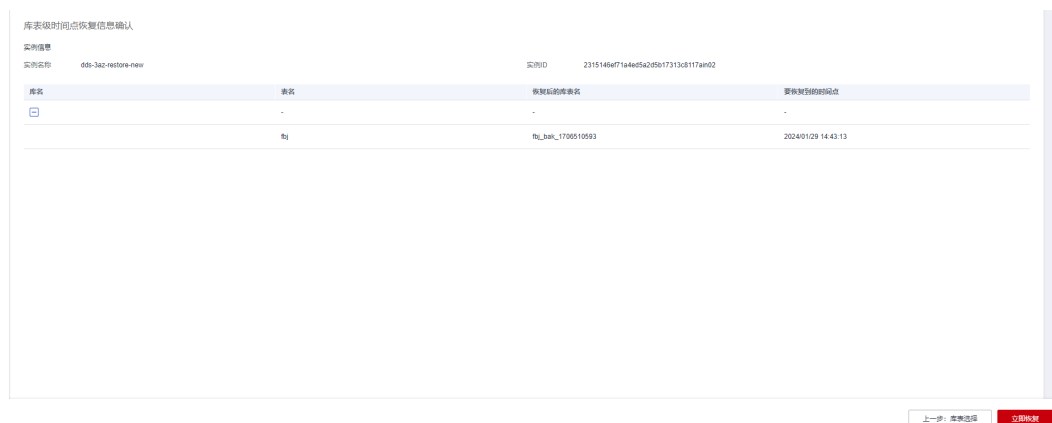 库表级时间点恢复信息确认
实例信息
实例名称 dds-3az-restore-new 实例ID 2315146ef71a4ed5a2d5b17313c8117ain02
库名 表名 恢复后的库表名 要恢复到的时间点
- - -
fbj fbj_bak_1706510593 2024/01/29 14:43:13
上一步：库表选择 立即恢复